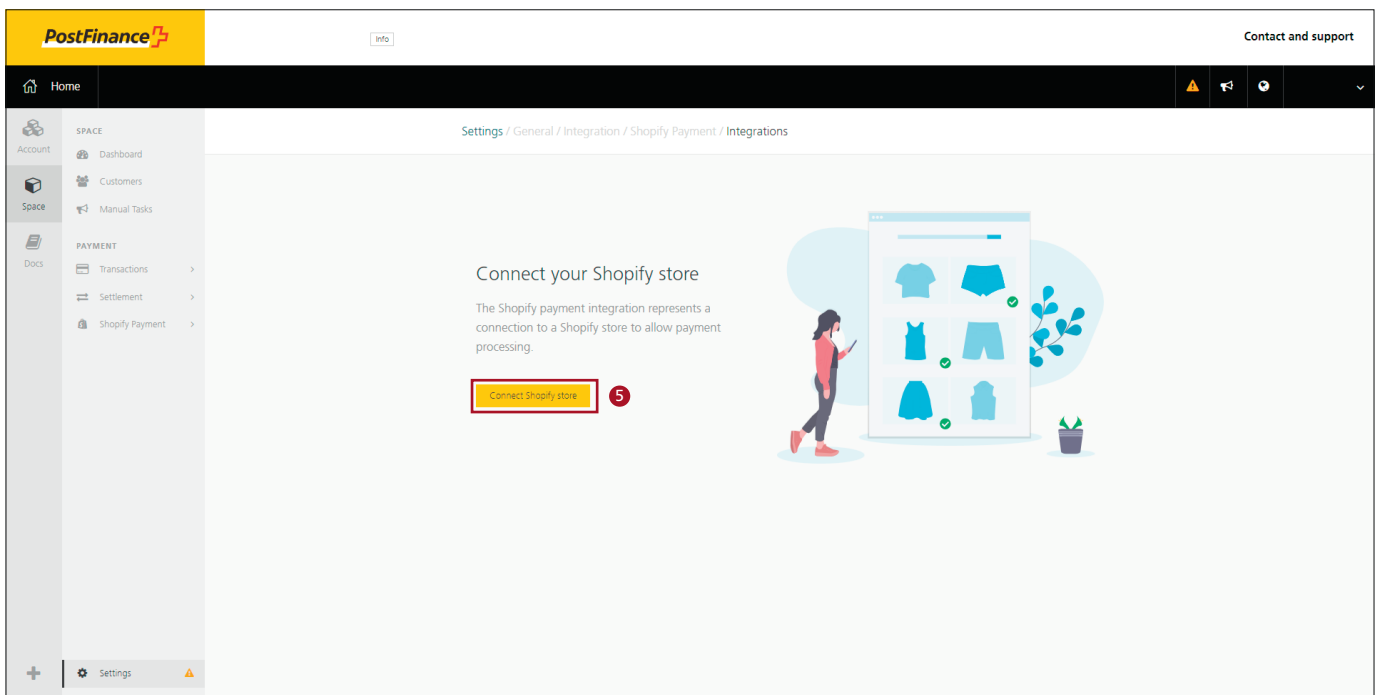 PostFinance
Info
Contact and support
Home
Account
Space
Docs
SPACE
Dashboard
Customers
Manual Tasks
PAYMENT
Transactions
Settlement
Shopify Payment
Settings
Settings / General / Integration / Shopify Payment / Integrations
Connect your Shopify store
The Shopify payment integration represents a
connection to a Shopify store to allow payment
processing.
Connect Shopify store
5